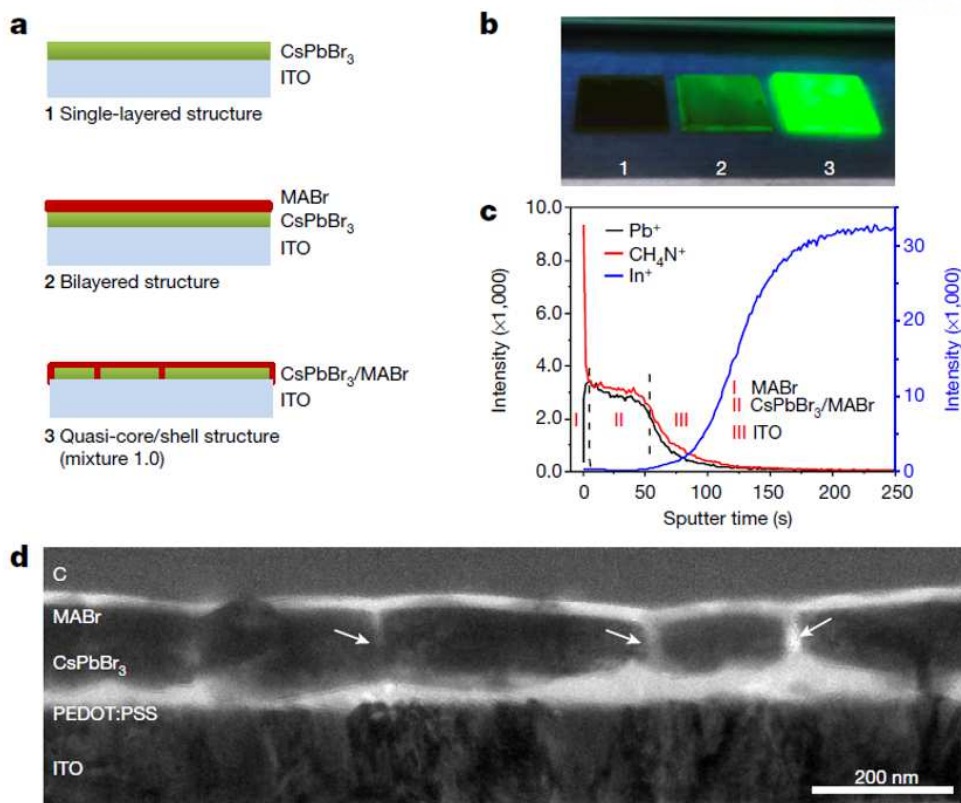 a
CsPbBr₃
ITO
1 Single-layered structure
MABr
CsPbBr₃
ITO
2 Bilayered structure
CsPbBr₃/MABr
ITO
3 Quasi-core/shell structure
(mixture 1.0)
b
1 2 3
c
10.0
8.0
6.0
4.0
2.0
0.0
Intensity (×1,000)
Pb⁺
CH₄N⁺
In⁺
I II III
I MABr
II CsPbBr₃/MABr
III ITO
30
20
10
0
Intensity (×1,000)
0 50 100 150 200 250
Sputter time (s)
d
C
MABr
CsPbBr₃
PEDOT:PSS
ITO
200 nm